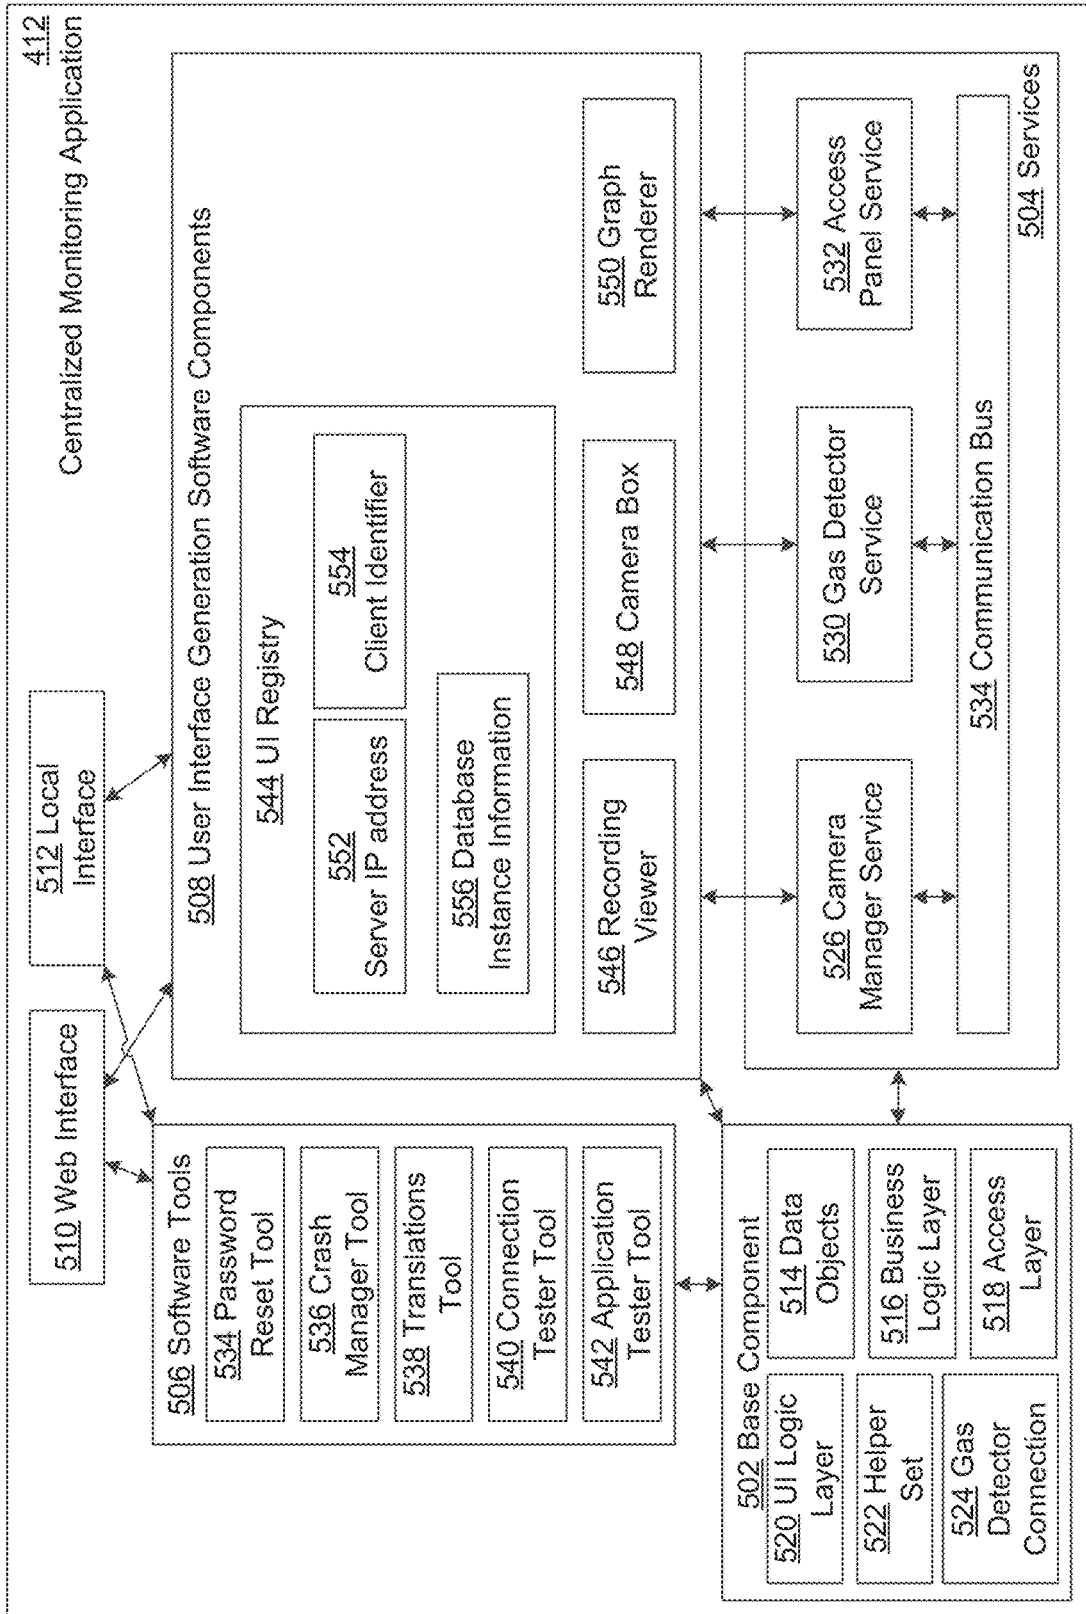 412
Centralized Monitoring Application
510 Web Interface
512 Local
Interface
506 Software Tools
534 Password
Reset Tool
536 Crash
Manager Tool
538 Translations
Tool
540 Connection
Tester Tool
542 Application
Tester Tool
508 User Interface Generation Software Components
544 UI Registry
552
Server IP address
554
Client Identifier
556 Database
Instance Information
546 Recording
Viewer
548 Camera Box
550 Graph
Renderer
502 Base Component
520 UI Logic
Layer
514 Data
Objects
522 Helper
Set
516 Business
Logic Layer
524 Gas
Detector
Connection
518 Access
Layer
526 Camera
Manager Service
530 Gas Detector
Service
532 Access
Panel Service
534 Communication Bus
504 Services